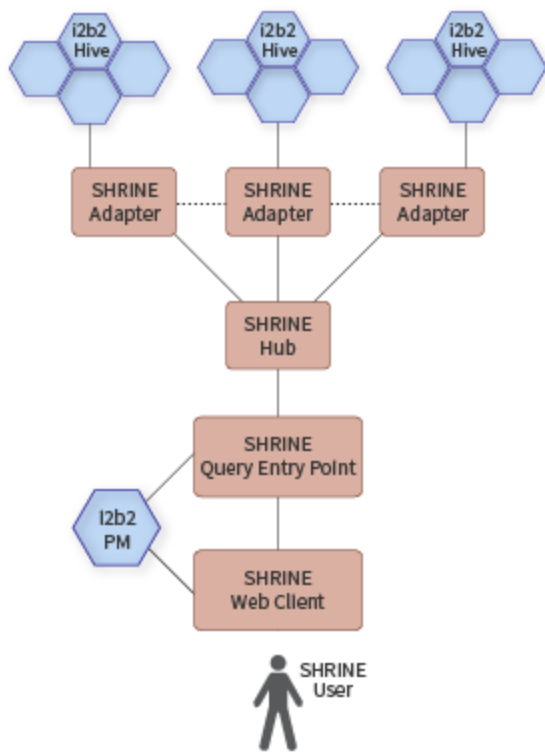 i2b2
Hive
i2b2
Hive
i2b2
Hive
SHRINE
Adapter
SHRINE
Adapter
SHRINE
Adapter
SHRINE
Hub
SHRINE
Query Entry Point
I2b2
PM
SHRINE
Web Client
SHRINE
User